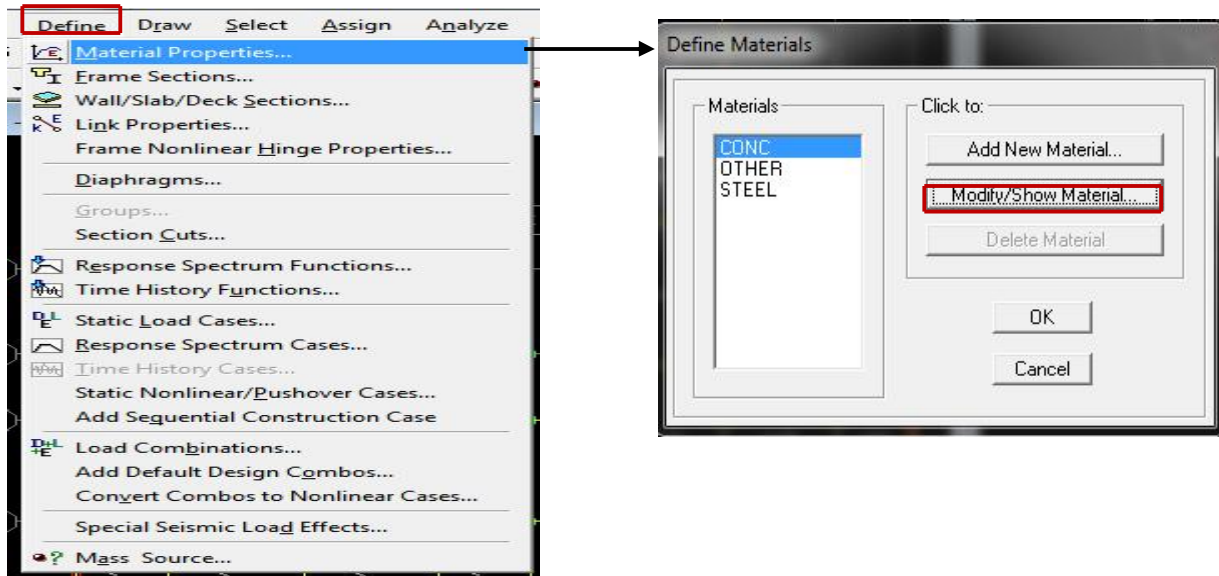 Define Draw Select Assign Analyze
Material Properties...
Frame Sections...
Wall/Slab/Deck Sections...
Link Properties...
Frame Nonlinear Hinge Properties...
Diaphragms...
Groups...
Section Cuts...
Response Spectrum Functions...
Time History Functions...
Static Load Cases...
Response Spectrum Cases...
Time History Cases...
Static Nonlinear/Pushover Cases...
Add Sequential Construction Case
Load Combinations...
Add Default Design Combos...
Convert Combos to Nonlinear Cases...
Special Seismic Load Effects...
Mass Source...
Define Materials
Materials
CONC
OTHER
STEEL
Click to:
Add New Material...
Modify/Show Material...
Delete Material
OK
Cancel